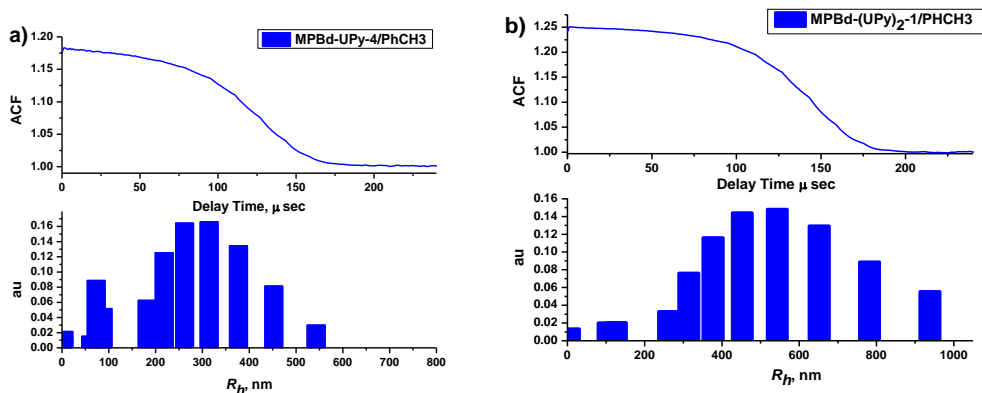 a)
MPBd-UPy-4/PhCH3
1.20
1.15
1.10
1.05
1.00
ACF
0 50 100 150 200
Delay Time, μ sec
0.16
0.14
0.12
0.10
0.08
0.06
0.04
0.02
0.00
au
0 100 200 300 400 500 600 700 800
Rh, nm
b)
MPBd-(UPy)2-1/PHCH3
1.25
1.20
1.15
1.10
1.05
1.00
ACF
0 50 100 150 200
Delay Time μ sec
0.16
0.14
0.12
0.10
0.08
0.06
0.04
0.02
0.00
au
0 200 400 600 800 1000
Rh, nm